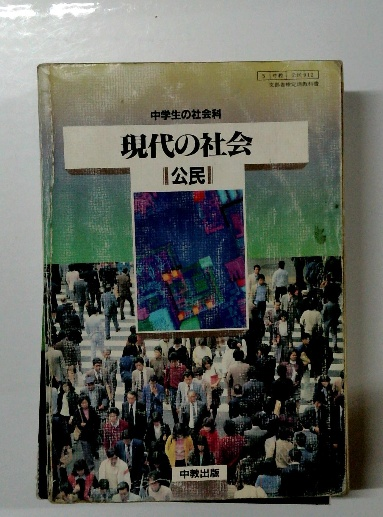 中学生の社会科
現代の社会
公民
中教出版